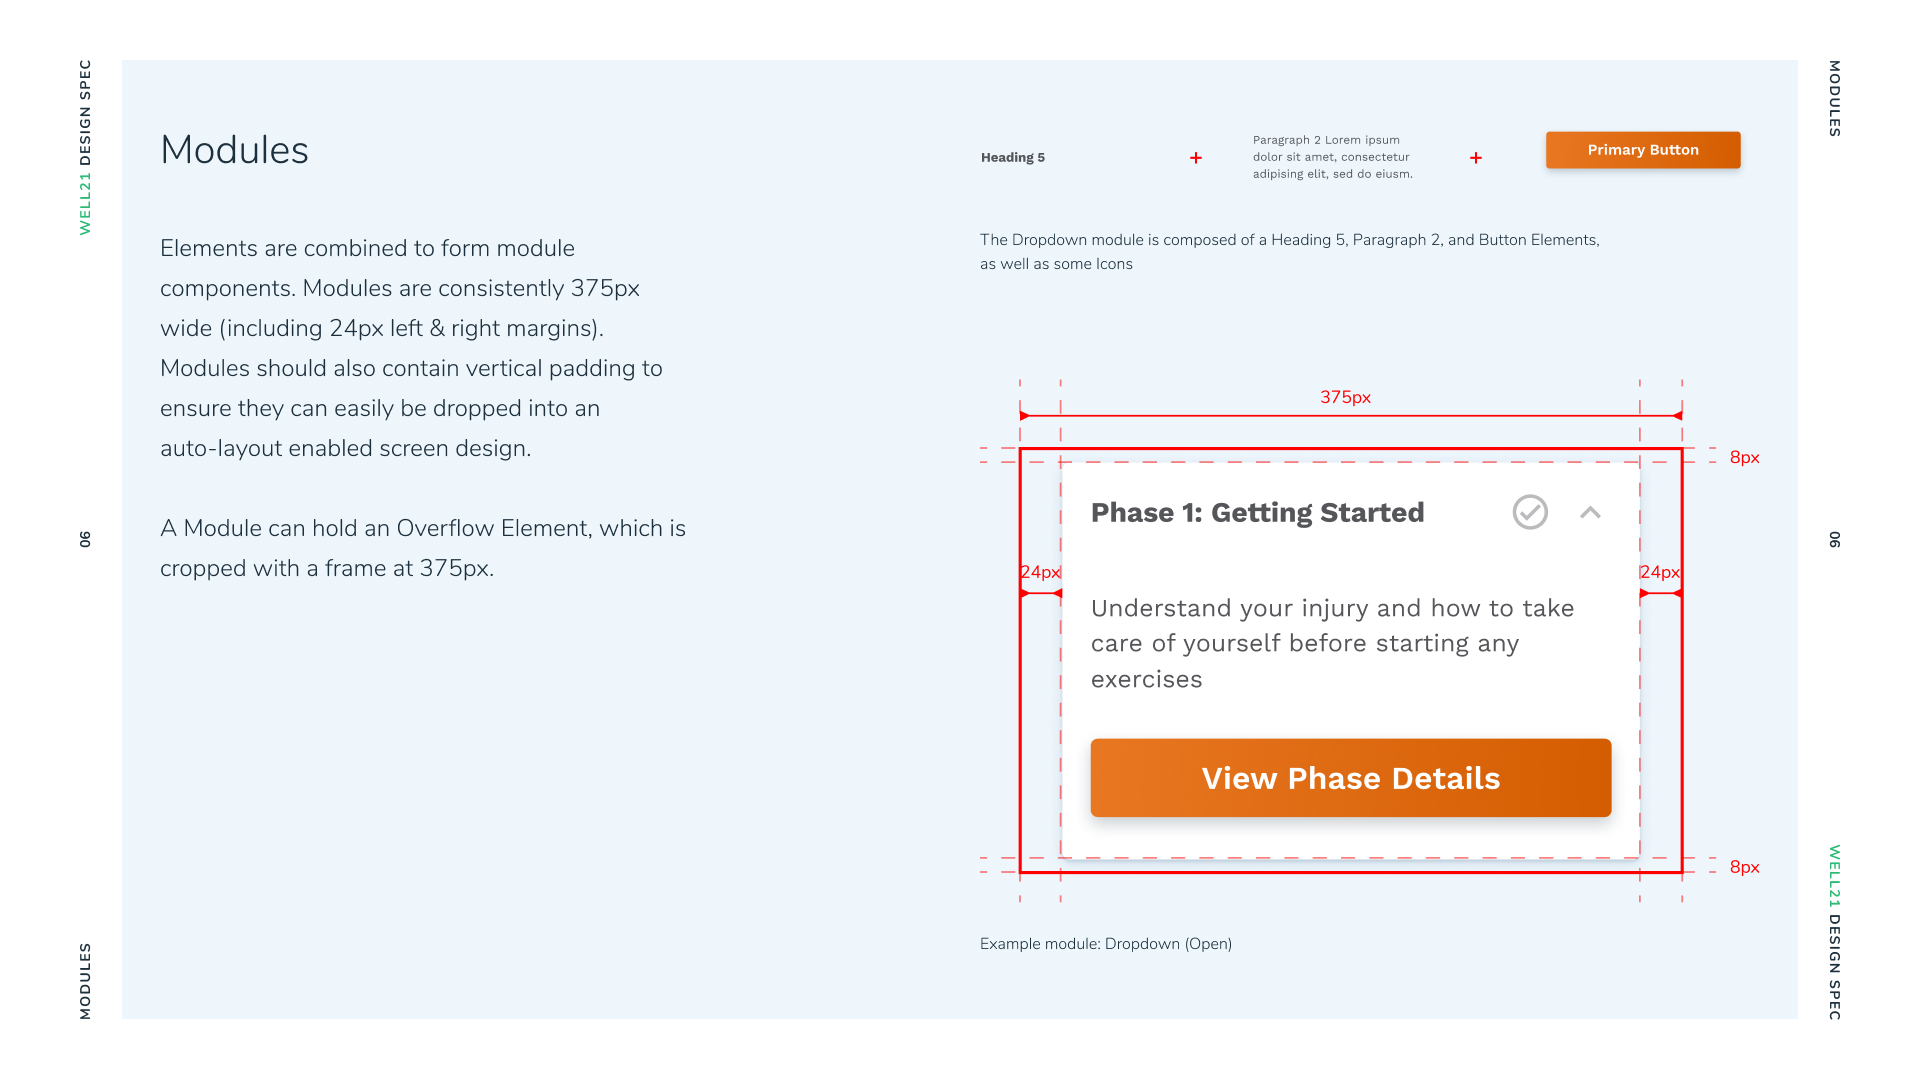 WELL21 DESIGN SPEC
06
MODULES
Modules
Elements are combined to form module
components. Modules are consistently 375px
wide (including 24px left & right margins).
Modules should also contain vertical padding to
ensure they can easily be dropped into an
auto-layout enabled screen design.
A Module can hold an Overflow Element, which is
cropped with a frame at 375px.
Heading 5
+
Paragraph 2 Lorem ipsum
dolor sit amet, consectetur
adipising elit, sed do eiusm.
+
Primary Button
The Dropdown module is composed of a Heading 5, Paragraph 2, and Button Elements,
as well as some Icons
375px
8px
Phase 1: Getting Started
24px
24px
Understand your injury and how to take
care of yourself before starting any
exercises
View Phase Details
8px
Example module: Dropdown (Open)
MODULES
06
WELL21 DESIGN SPEC